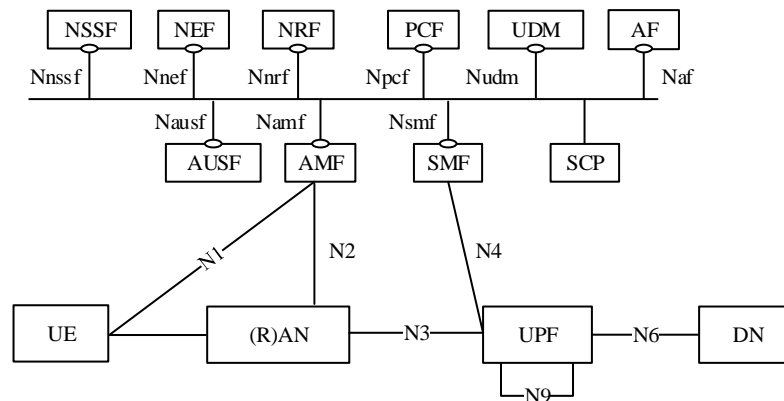 NSSF NEF NRF PCF UDM AF
Nnssf Nnef Nnrf Npcf Nudm Naf
Nausf Namf Nsmf
AUSF AMF SMF SCP
N1 N2 N4
UE (R)AN N3 UPF N6 DN
N9